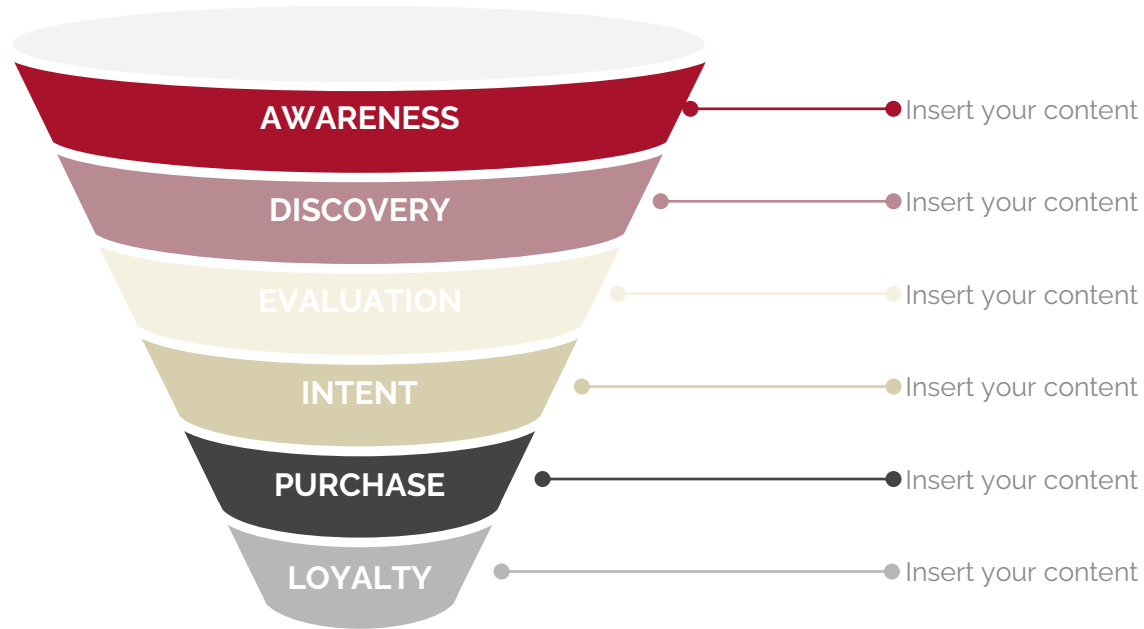 AWARENESS
Insert your content
DISCOVERY
Insert your content
EVALUATION
Insert your content
INTENT
Insert your content
PURCHASE
Insert your content
LOYALTY
Insert your content